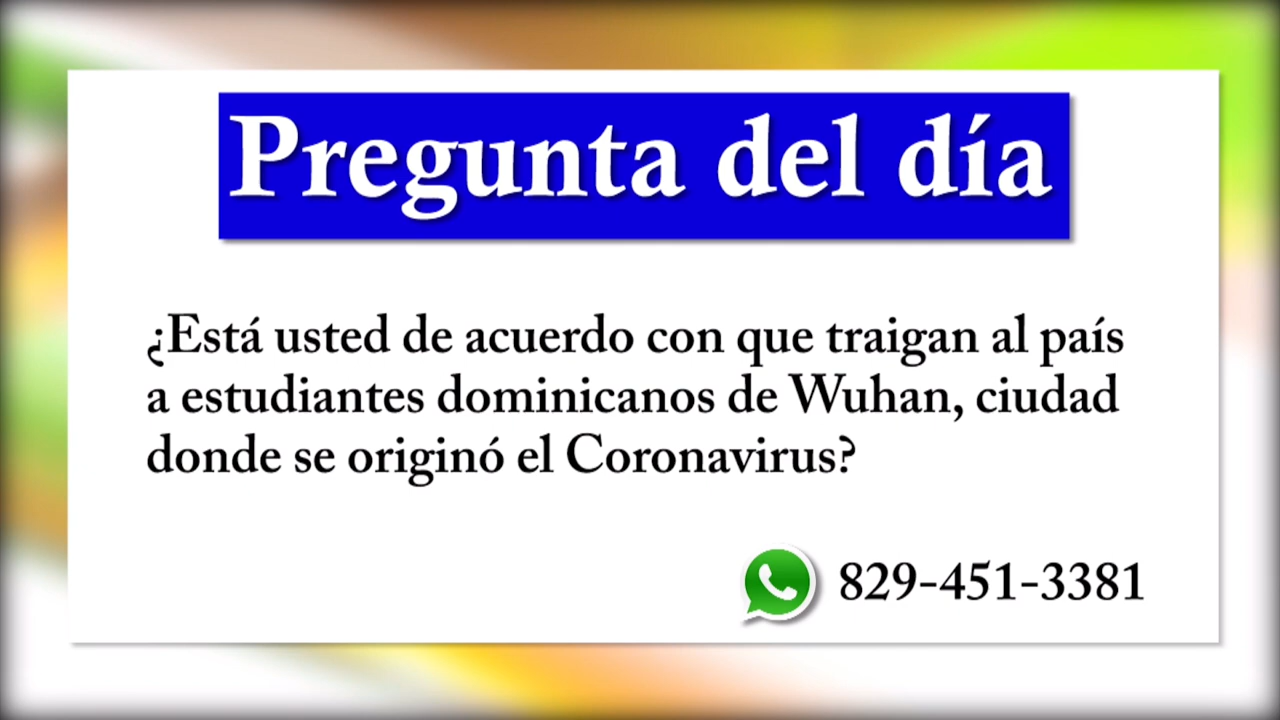 Pregunta del día
¿Está usted de acuerdo con que traigan al país
a estudiantes dominicanos de Wuhan, ciudad
donde se originó el Coronavirus?
829-451-3381